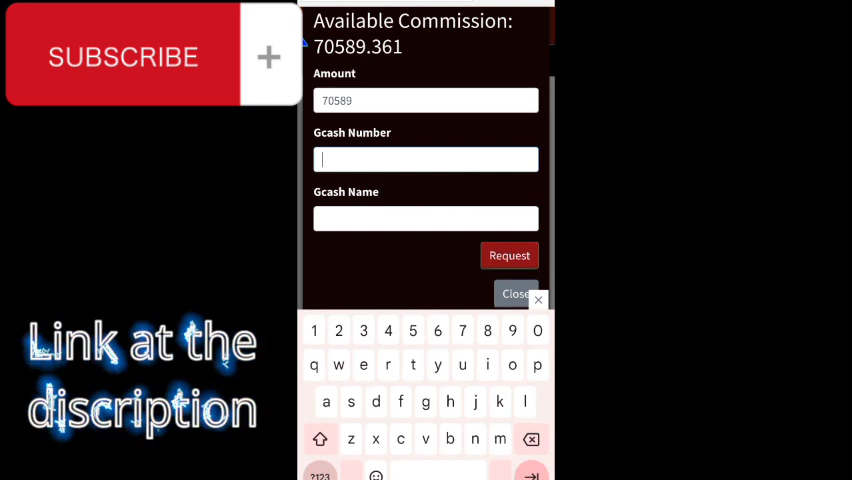 SUBSCRIBE
Available Commission:
70589.361
Amount
70589
Gcash Number
Gcash Name
Request
Close
1 2 3 4 5 6 7 8 9 0
q w e r t y u i o p
a s d f g h j k l
z x c v b n m
?123
Link at the
discription